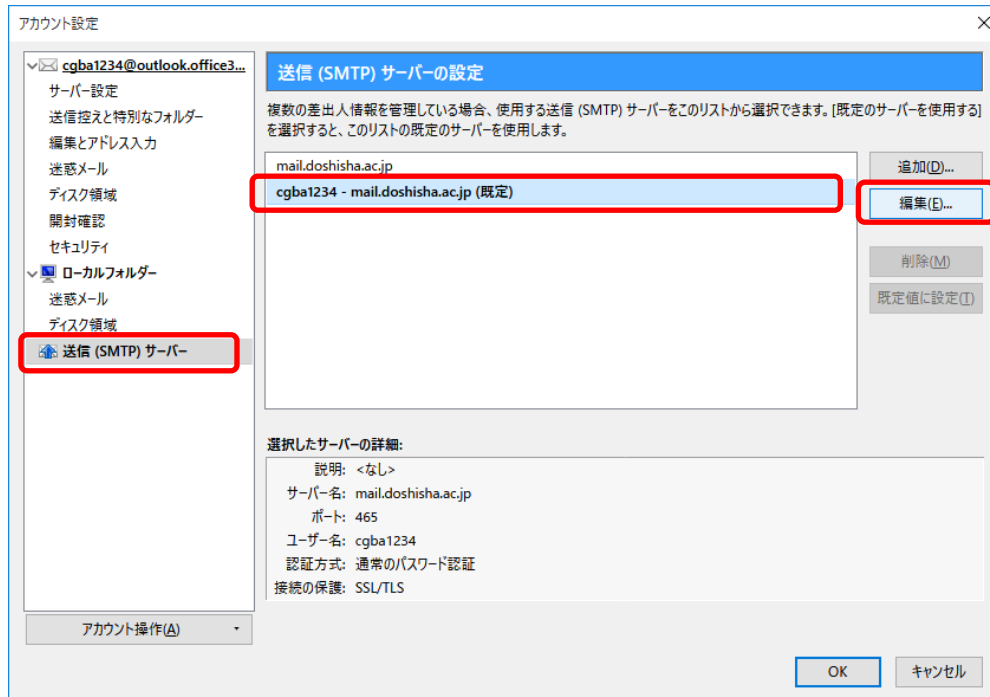 アカウント設定
cgba1234@outlook.office3...
サーバー設定
送信控えと特別なフォルダー
編集とアドレス入力
迷惑メール
ディスク領域
開封確認
セキュリティ
ローカルフォルダー
迷惑メール
ディスク領域
送信 (SMTP) サーバー
アカウント操作(A)
送信 (SMTP) サーバーの設定
複数の差出人情報を管理している場合、使用する送信 (SMTP) サーバーをこのリストから選択できます。[既定のサーバーを使用する]
を選択すると、このリストの既定のサーバーを使用します。
mail.doshisha.ac.jp
cgba1234 - mail.doshisha.ac.jp (既定)
追加(D)...
編集(E)...
削除(M)
既定値に設定(T)
選択したサーバーの詳細:
説明: <なし>
サーバー名: mail.doshisha.ac.jp
ポート: 465
ユーザー名: cgba1234
認証方式: 通常のパスワード認証
接続の保護: SSL/TLS
OK
キャンセル